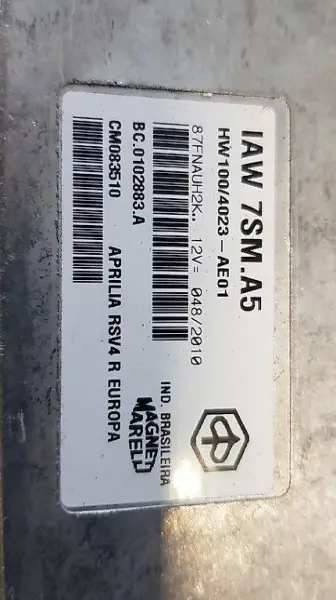 IAW 7SM.A5
HW100/4023-AE01
87FNAUH2K.. 12V= 048/2010
BC.0102883.A
IND. BRASILEIRA
MAGNETI
MARELLI
CM083510 APRILIA RSV4 R EUROPA